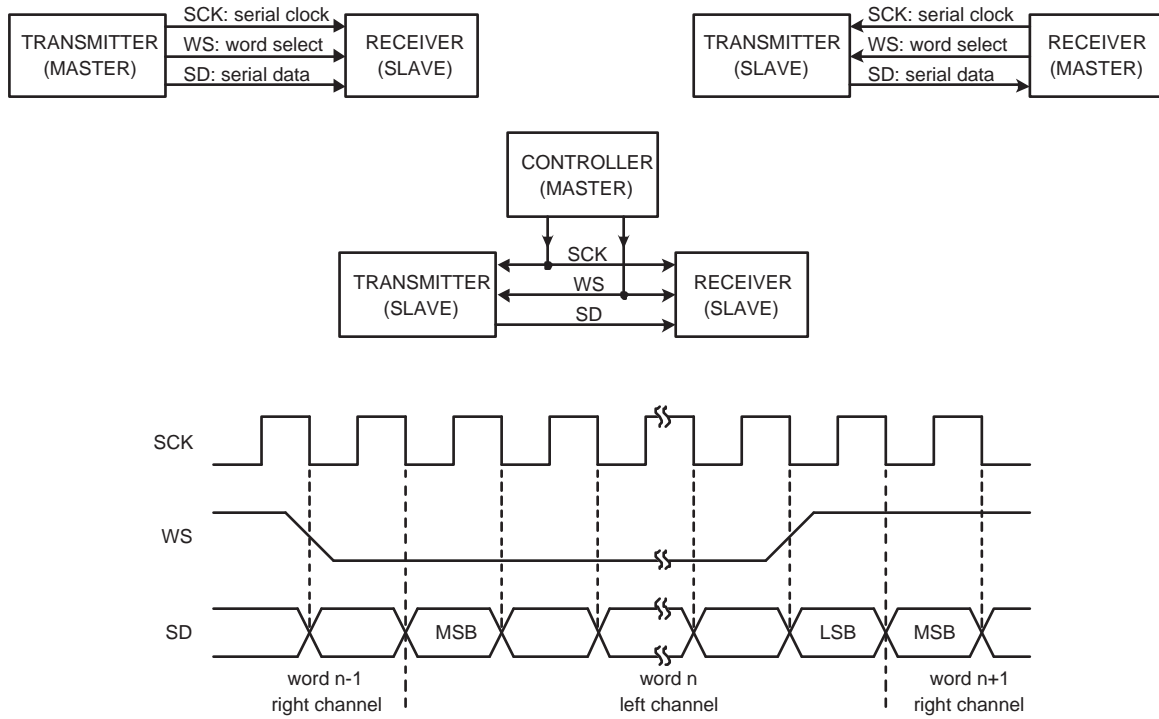 TRANSMITTER
(MASTER)
SCK: serial clock
WS: word select
SD: serial data
RECEIVER
(SLAVE)
TRANSMITTER
(SLAVE)
SCK: serial clock
WS: word select
SD: serial data
RECEIVER
(MASTER)
CONTROLLER
(MASTER)
TRANSMITTER
(SLAVE)
SCK
WS
SD
RECEIVER
(SLAVE)
SCK
WS
SD
MSB
LSB
MSB
word n-1
right channel
word n
left channel
word n+1
right channel